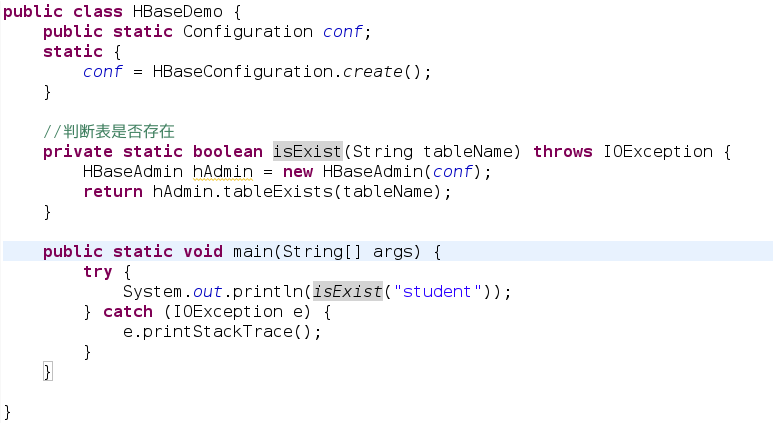 public class HBaseDemo {
    public static Configuration conf;
    static {
        conf = HBaseConfiguration.create();
    }

    //判断表是否存在
    private static boolean isExist(String tableName) throws IOException {
        HBaseAdmin hAdmin = new HBaseAdmin(conf);
        return hAdmin.tableExists(tableName);
    }

    public static void main(String[] args) {
        try {
            System.out.println(isExist("student"));
        } catch (IOException e) {
            e.printStackTrace();
        }
    }

}